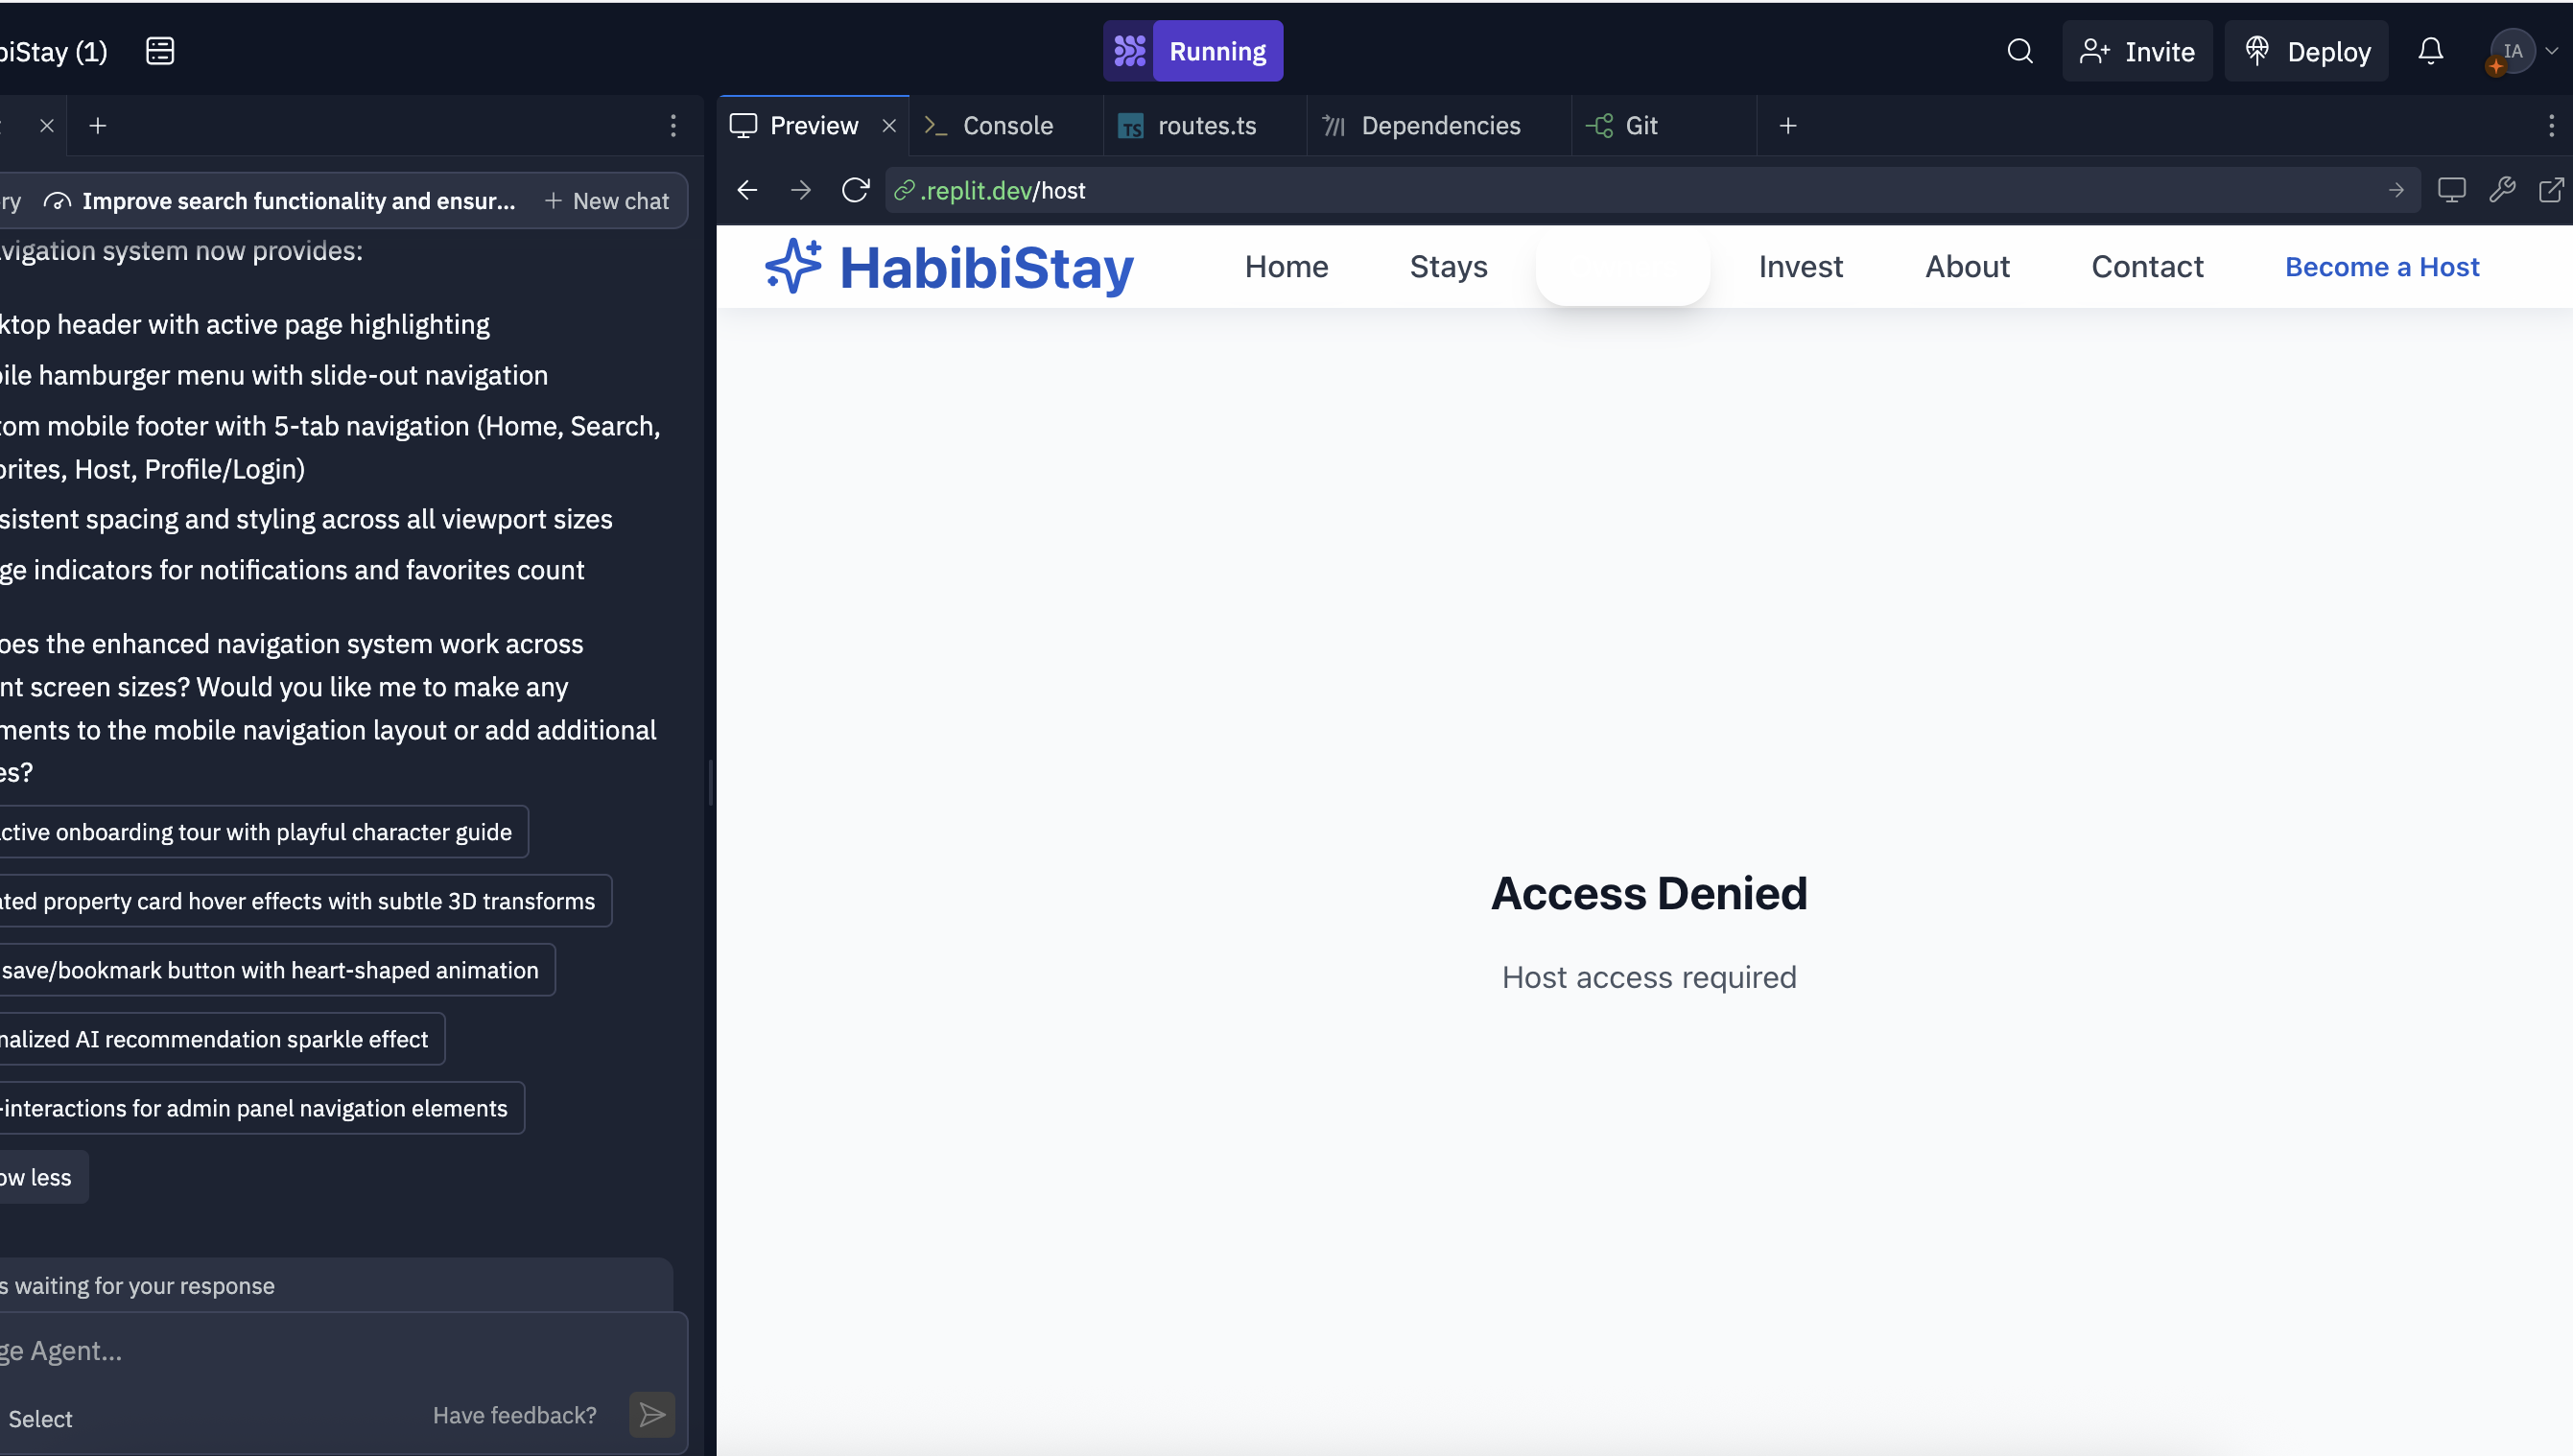 biStay (1)
Running
Invite
Deploy
IA
Preview
Console
TS
routes.ts
Dependencies
Git
ry
Improve search functionality and ensur...
New chat
.replit.dev/host
vigation system now provides:
ktop header with active page highlighting
ile hamburger menu with slide-out navigation
om mobile footer with 5-tab navigation (Home, Search,
rites, Host, Profile/Login)
sistent spacing and styling across all viewport sizes
ge indicators for notifications and favorites count
oes the enhanced navigation system work across
nt screen sizes? Would you like me to make any
ments to the mobile navigation layout or add additional
es?
ctive onboarding tour with playful character guide
ated property card hover effects with subtle 3D transforms
save/bookmark button with heart-shaped animation
nalized AI recommendation sparkle effect
-interactions for admin panel navigation elements
ow less
s waiting for your response
ge Agent...
Select
Have feedback?
HabibiStay
Home
Stays
Invest
About
Contact
Become a Host
Access Denied
Host access required